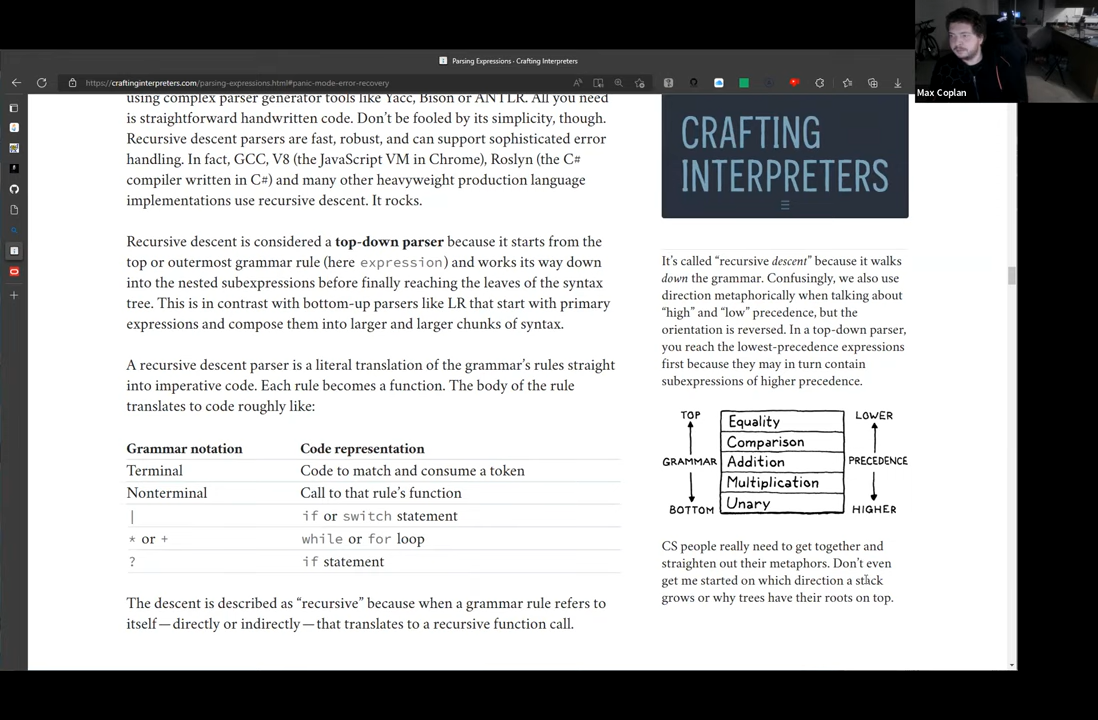 Parsing Expressions · Crafting Interpreters
https://craftinginterpreters.com/parsing-expressions.html#panic-mode-error-recovery
Max Coplan
using complex parser generator tools like Yacc, Bison or ANTLR. All you need
is straightforward handwritten code. Don’t be fooled by its simplicity, though.
Recursive descent parsers are fast, robust, and can support sophisticated error
handling. In fact, GCC, V8 (the JavaScript VM in Chrome), Roslyn (the C#
compiler written in C#) and many other heavyweight production language
implementations use recursive descent. It rocks.
Recursive descent is considered a top-down parser because it starts from the
top or outermost grammar rule (here expression) and works its way down
into the nested subexpressions before finally reaching the leaves of the syntax
tree. This is in contrast with bottom-up parsers like LR that start with primary
expressions and compose them into larger and larger chunks of syntax.
A recursive descent parser is a literal translation of the grammar’s rules straight
into imperative code. Each rule becomes a function. The body of the rule
translates to code roughly like:
Grammar notation Code representation
Terminal Code to match and consume a token
Nonterminal Call to that rule’s function
| if or switch statement
* or + while or for loop
? if statement
The descent is described as “recursive” because when a grammar rule refers to
itself—directly or indirectly—that translates to a recursive function call.
CRAFTING
INTERPRETERS
It’s called “recursive descent” because it walks
down the grammar. Confusingly, we also use
direction metaphorically when talking about
“high” and “low” precedence, but the
orientation is reversed. In a top-down parser,
you reach the lowest-precedence expressions
first because they may in turn contain
subexpressions of higher precedence.
TOP Equality LOWER
Comparison
GRAMMAR Addition PRECEDENCE
Multiplication
BOTTOM Unary HIGHER
CS people really need to get together and
straighten out their metaphors. Don’t even
get me started on which direction a stack
grows or why trees have their roots on top.